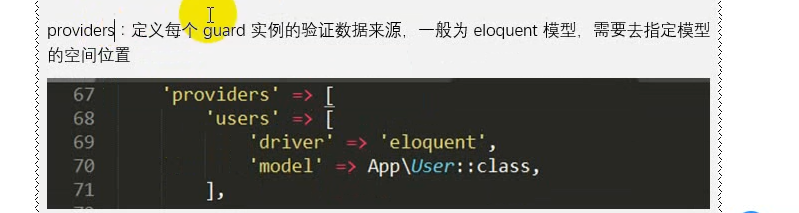 providers：定义每个 guard 实例的验证数据来源，一般为 eloquent 模型，需要去指定模型
的空间位置
67 'providers' => [
68 'users' => [
69 'driver' => 'eloquent',
70 'model' => App\User::class,
71 ],